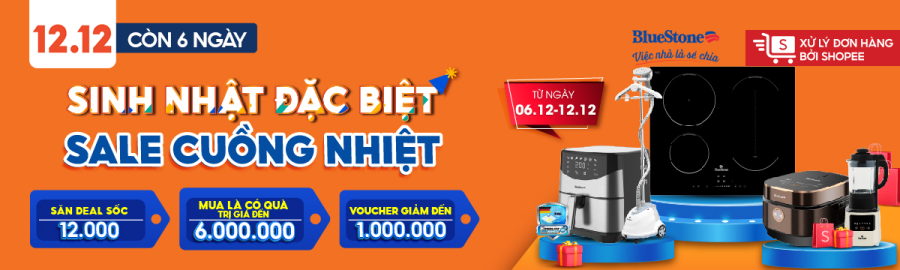 12.12 CÒN 6 NGÀY
BlueStone
Việc nhà là sẻ chia
S XỬ LÝ ĐƠN HÀNG
BỞI SHOPEE
SINH NHẬT ĐẶC BIỆT
SALE CUỒNG NHIỆT
TỪ NGÀY
06.12-12.12
SĂN DEAL SỐC
12.000
MUA LÀ CÓ QUÀ
TRỊ GIÁ ĐẾN
6.000.000
VOUCHER GIẢM ĐẾN
1.000.000